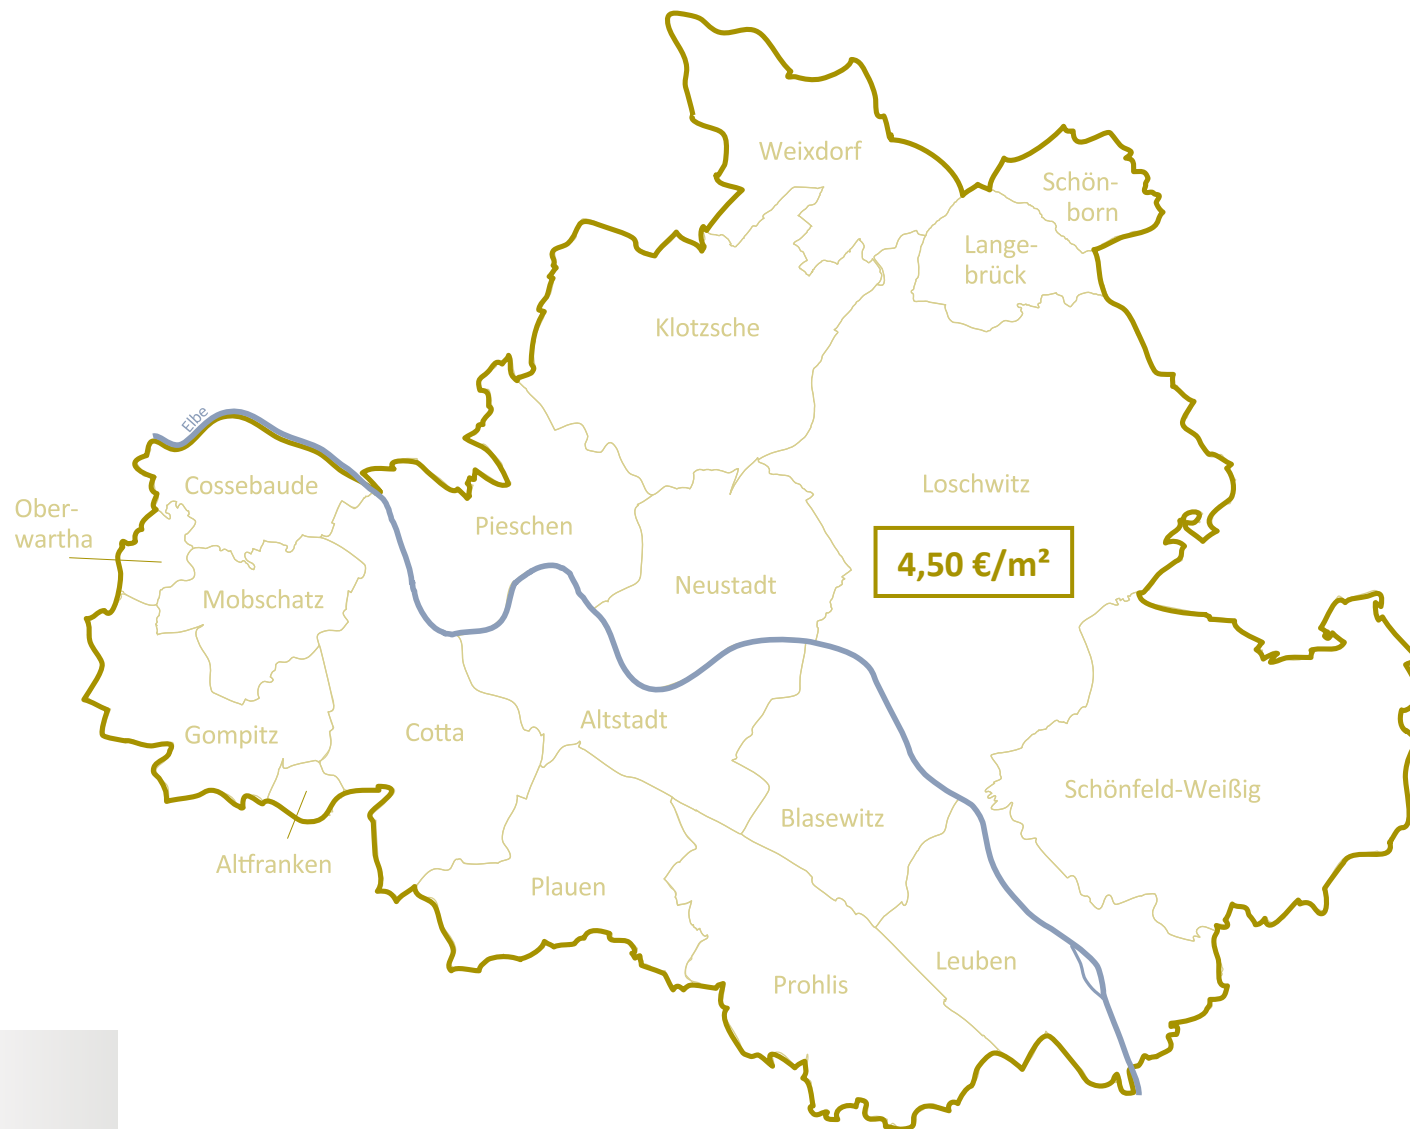 Weixdorf
Schön-
born
Lange-
brück
Klotzsche
Elbe
Cossebaude
Loschwitz
Ober-
wartha
Pieschen
4,50 €/m²
Neustadt
Mobschatz
Altstadt
Cotta
Gompitz
Schönfeld-Weißig
Blasewitz
Altfranken
Plauen
Leuben
Prohlis